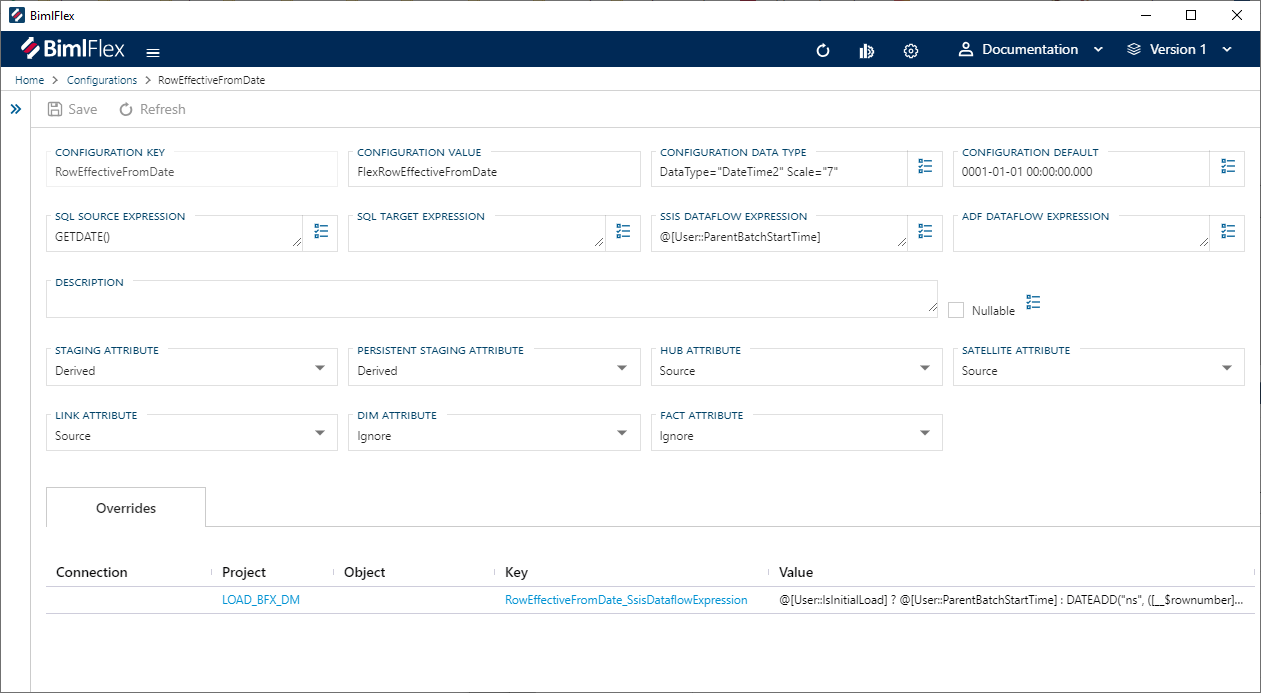 BimlFlex
BimlFlex
Documentation
Version 1
Home
Configurations
RowEffectiveFromDate
Save
Refresh
CONFIGURATION KEY
RowEffectiveFromDate
CONFIGURATION VALUE
FlexRowEffectiveFromDate
CONFIGURATION DATA TYPE
DataType="DateTime2" Scale="7"
CONFIGURATION DEFAULT
0001-01-01 00:00:00.000
SQL SOURCE EXPRESSION
GETDATE()
SQL TARGET EXPRESSION
SSIS DATAFLOW EXPRESSION
@[User::ParentBatchStartTime]
ADF DATAFLOW EXPRESSION
DESCRIPTION
Nullable
STAGING ATTRIBUTE
Derived
PERSISTENT STAGING ATTRIBUTE
Derived
HUB ATTRIBUTE
Source
SATELLITE ATTRIBUTE
Source
LINK ATTRIBUTE
Source
DIM ATTRIBUTE
Ignore
FACT ATTRIBUTE
Ignore
Overrides
Connection Project Object Key Value
LOAD_BFX_DM RowEffectiveFromDate_SsisDataflowExpression @[User::IsInitialLoad] ? @[User::ParentBatchStartTime] : DATEADD("ns", ([__$rownumber]...